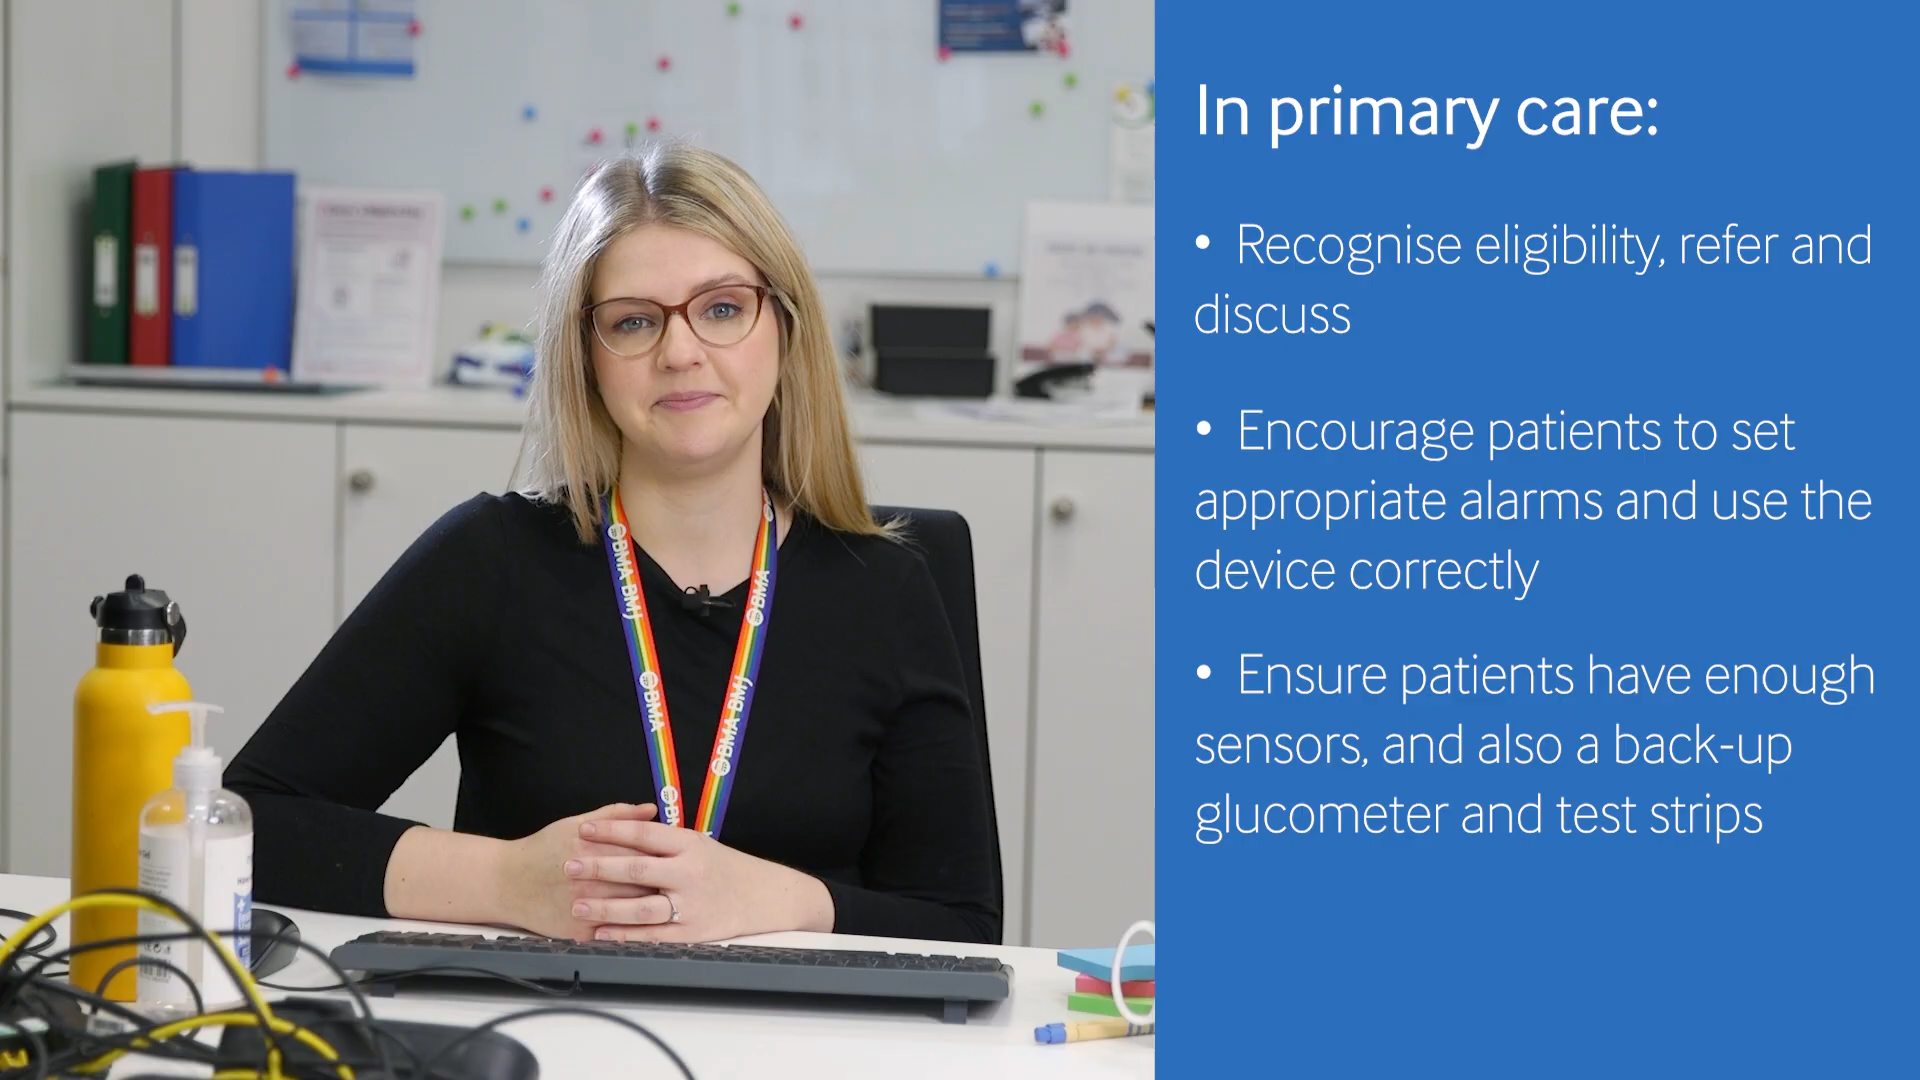 In primary care:
• Recognise eligibility, refer and
discuss
• Encourage patients to set
appropriate alarms and use the
device correctly
• Ensure patients have enough
sensors, and also a back-up
glucometer and test strips
BMA BMJ
BMA
BMA
BMA BMJ